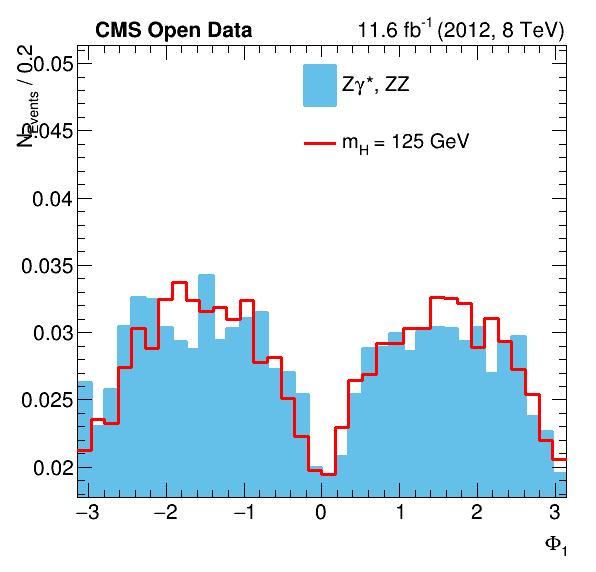 CMS Open Data 11.6 fb⁻¹ (2012, 8 TeV)
N_Events / 0.2
0.05
0.045
0.04
0.035
0.03
0.025
0.02
Zγ*, ZZ
m_H = 125 GeV
−3 −2 −1 0 1 2 3
Φ₁